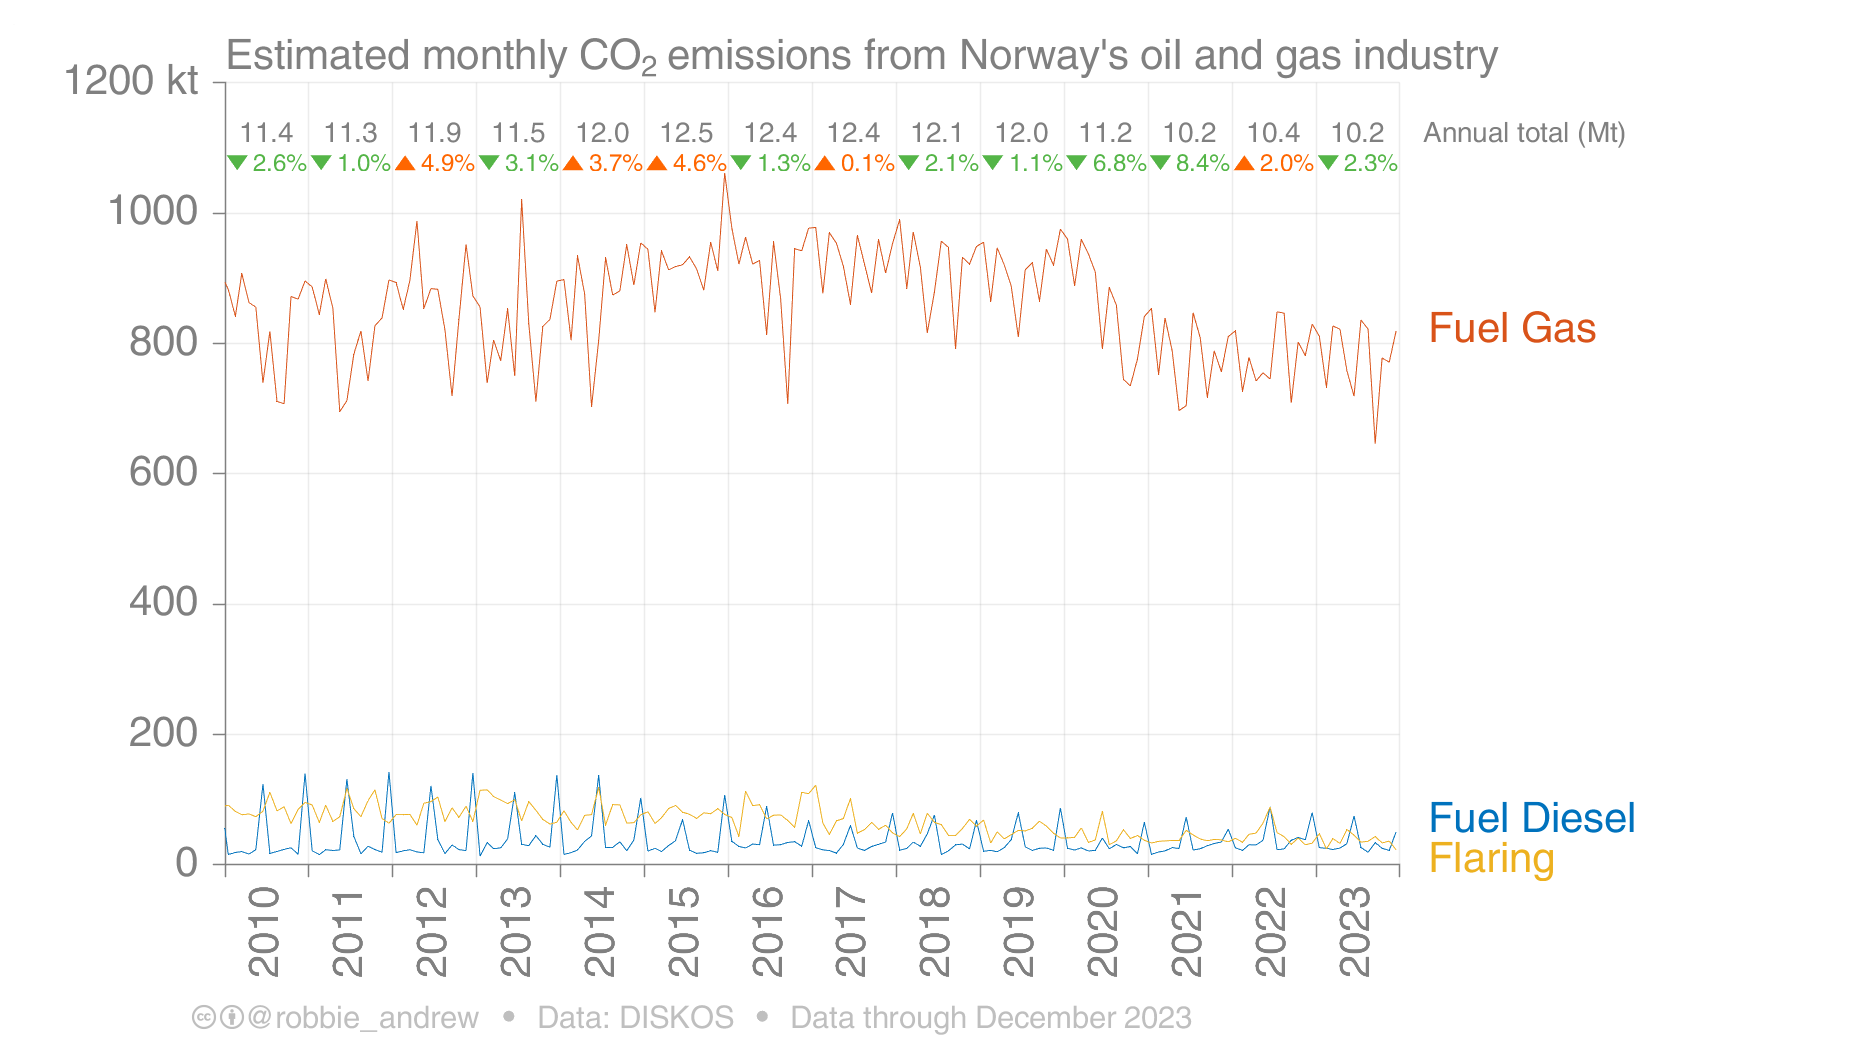 Estimated monthly CO₂ emissions from Norway's oil and gas industry
1200 kt
11.4 11.3 11.9 11.5 12.0 12.5 12.4 12.4 12.1 12.0 11.2 10.2 10.4 10.2 Annual total (Mt)
▼2.6% ▼1.0% ▲4.9% ▼3.1% ▲3.7% ▲4.6% ▼1.3% ▲0.1% ▼2.1% ▼1.1% ▼6.8% ▼8.4% ▲2.0% ▼2.3%
1000
800
Fuel Gas
600
400
200
Fuel Diesel
Flaring
0
2010 2011 2012 2013 2014 2015 2016 2017 2018 2019 2020 2021 2022 2023
@robbie_andrew • Data: DISKOS • Data through December 2023